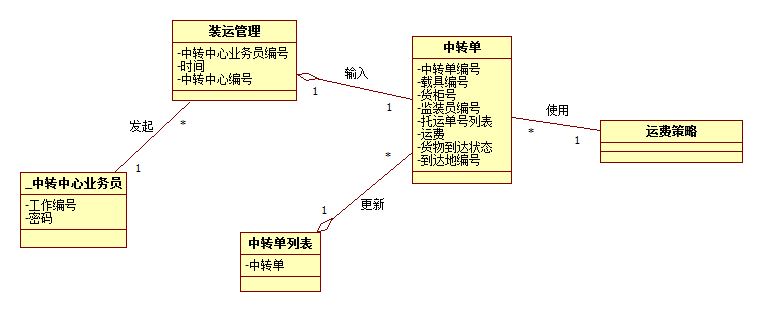 装运管理
-中转中心业务员编号
-时间
-中转中心编号
中转单
-中转单编号
-载具编号
-货柜号
-监装员编号
-托运单号列表
-运费
-货物到达状态
-到达地编号
输入
1
1
使用
*
1
运费策略
发起
*
1
_中转中心业务员
-工作编号
-密码
*
更新
1
中转单列表
-中转单